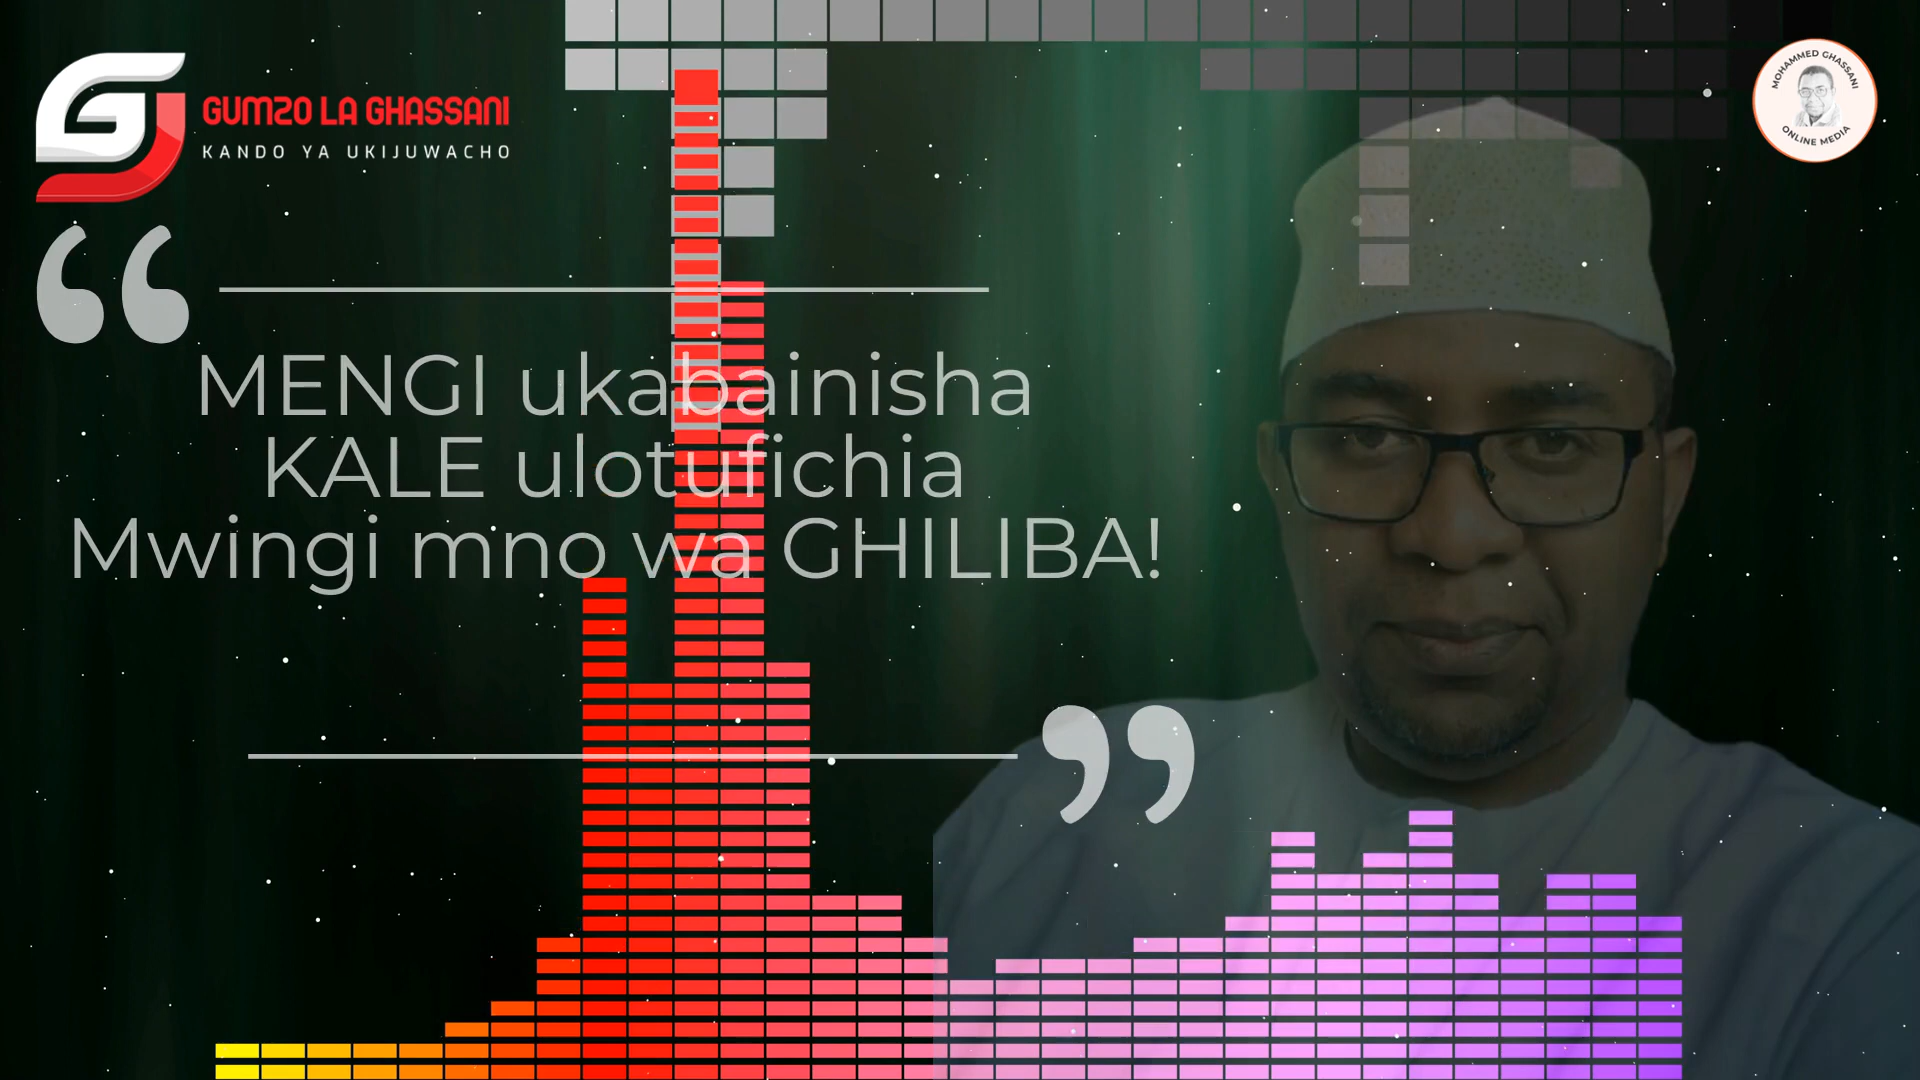 GUMZO LA GHASSANI
KANDO YA UKIJUWACHO
MOHAMMED GHASSANI
ONLINE MEDIA
“
MENGI ukabainisha
KALE ulotufichia
Mwingi mno wa GHILIBA!
”